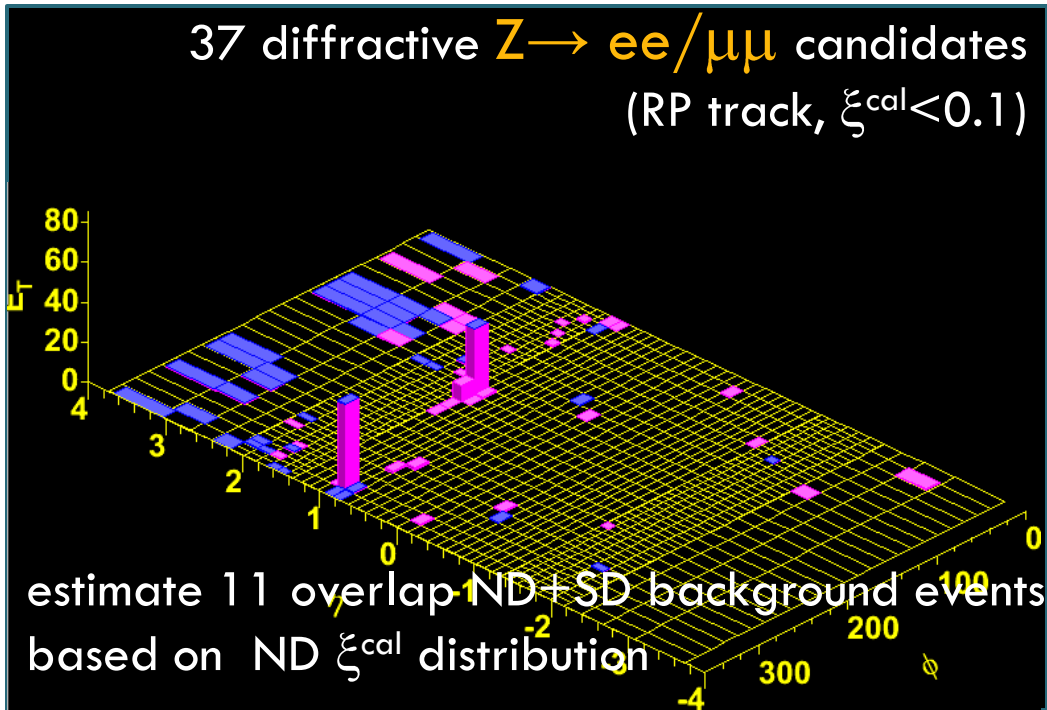 37 diffractive Z→ ee/μμ candidates
(RP track, ξcal<0.1)
80
60
40
20
0
ET
4
3
2
1
0
-1
-2
-3
-4
η
0
100
200
300
ϕ
estimate 11 overlap ND+SD background events
based on ND ξcal distribution